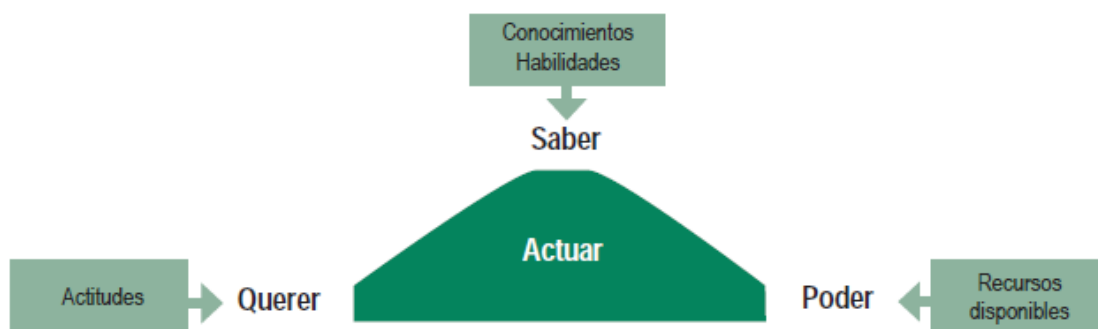 Conocimientos
Habilidades
Saber
Actuar
Actitudes
Querer
Poder
Recursos
disponibles